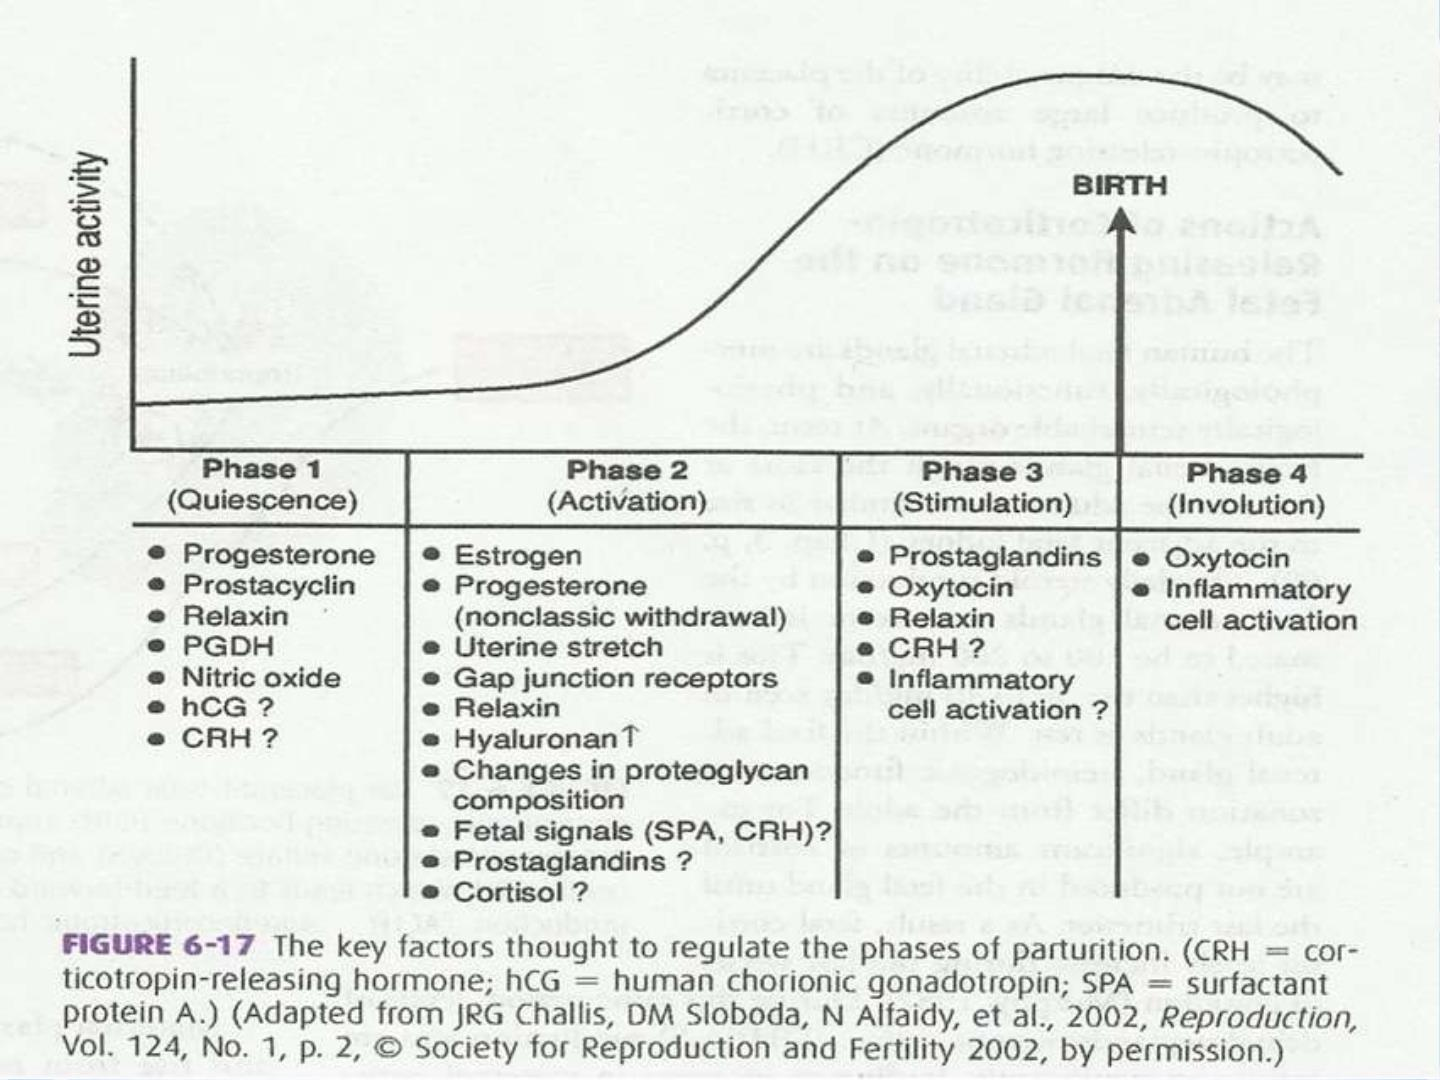 Uterine activity
BIRTH
Phase 1
(Quiescence)
Phase 2
(Activation)
Phase 3
(Stimulation)
Phase 4
(Involution)
• Progesterone
• Prostacyclin
• Relaxin
• PGDH
• Nitric oxide
• hCG ?
• CRH ?
• Estrogen
• Progesterone
(nonclassic withdrawal)
• Uterine stretch
• Gap junction receptors
• Relaxin
• Hyaluronan↑
• Changes in proteoglycan
composition
• Fetal signals (SPA, CRH)?
• Prostaglandins ?
• Cortisol ?
• Prostaglandins
• Oxytocin
• Relaxin
• CRH ?
• Inflammatory
cell activation ?
• Oxytocin
• Inflammatory
cell activation
FIGURE 6-17 The key factors thought to regulate the phases of parturition. (CRH = cor-
ticotropin-releasing hormone; hCG = human chorionic gonadotropin; SPA = surfactant
protein A.) (Adapted from JRG Challis, DM Sloboda, N Alfaidy, et al., 2002, Reproduction,
Vol. 124, No. 1, p. 2, © Society for Reproduction and Fertility 2002, by permission.)